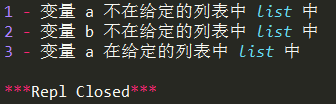 1 - 变量 a 不在给定的列表中 list 中
2 - 变量 b 不在给定的列表中 list 中
3 - 变量 a 在给定的列表中 list 中
***Repl Closed***